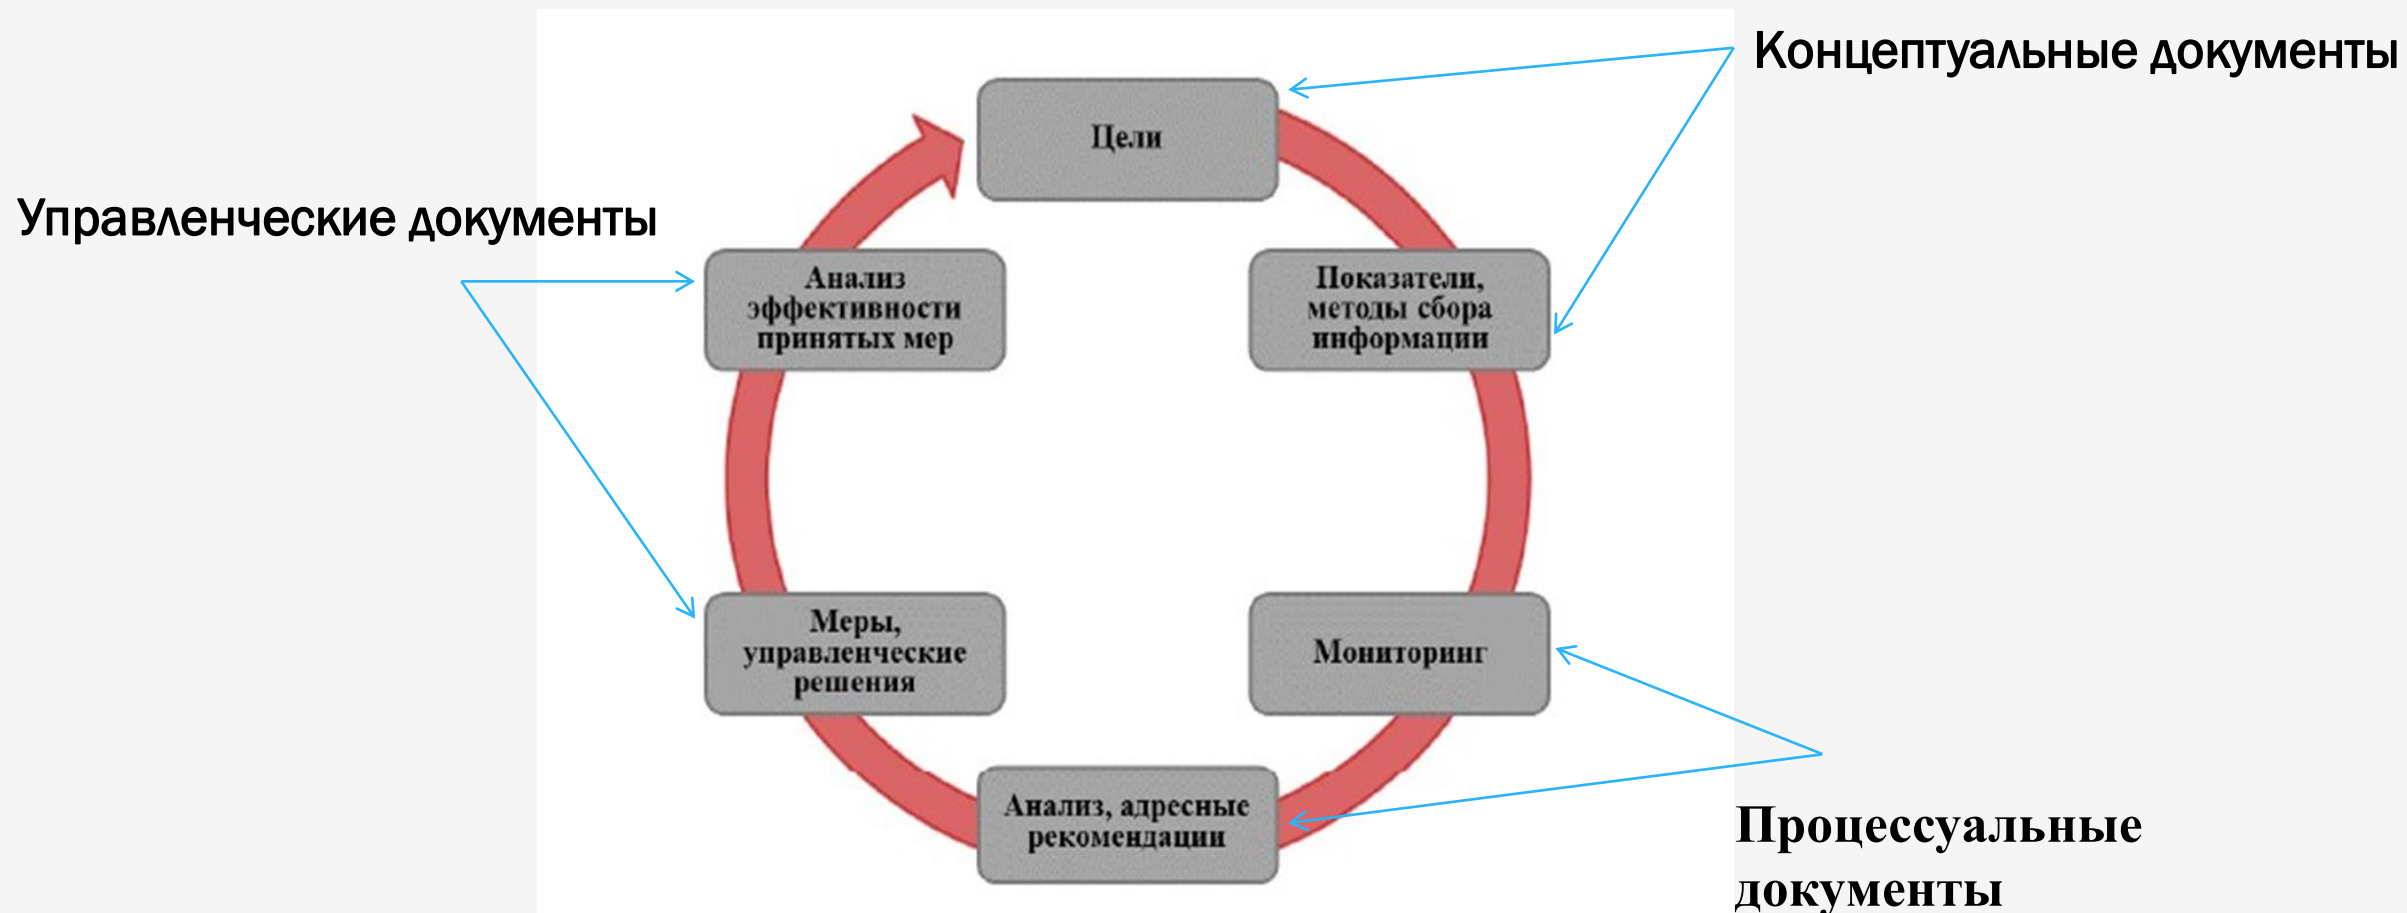 Концептуальные документы
Цели
Управленческие документы
Анализ
эффективности
принятых мер
Показатели,
методы сбора
информации
Меры,
управленческие
решения
Мониторинг
Анализ, адресные
рекомендации
Процессуальные
документы